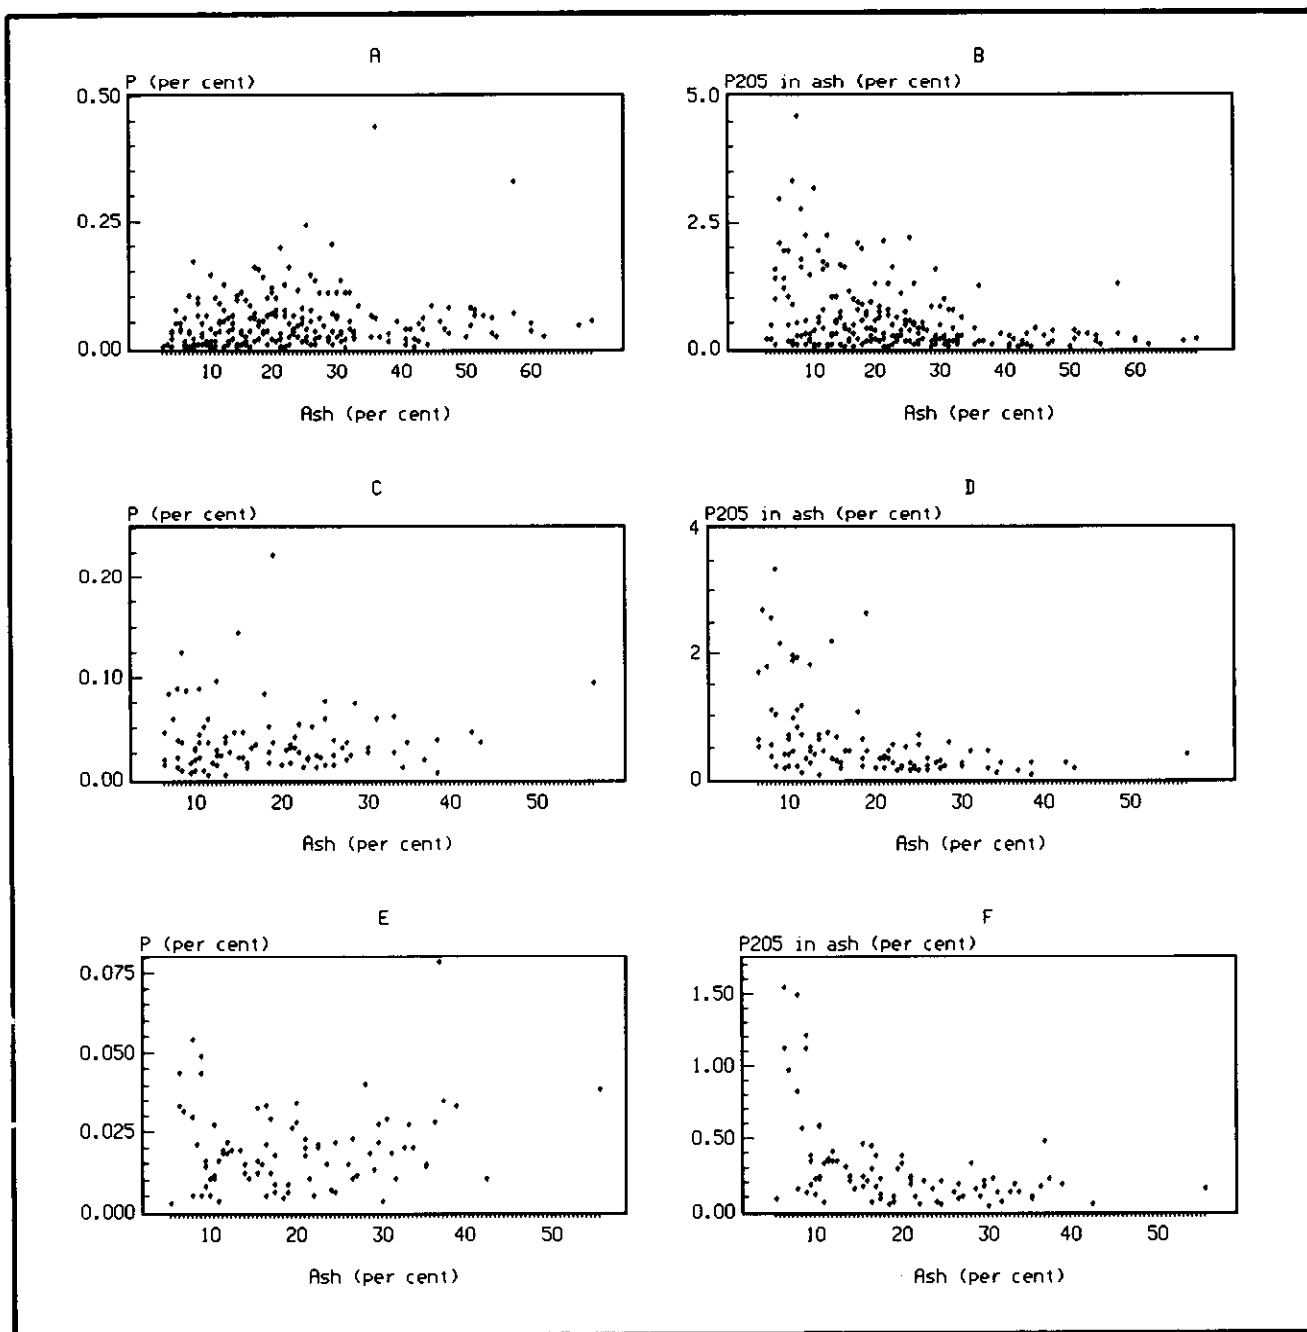 A
P (per cent)
0.50
0.25
0.00
10 20 30 40 50 60
Ash (per cent)
B
P205 in ash (per cent)
5.0
2.5
0.0
10 20 30 40 50 60
Ash (per cent)
C
P (per cent)
0.20
0.10
0.00
10 20 30 40 50
Ash (per cent)
D
P205 in ash (per cent)
4
2
0
10 20 30 40 50
Ash (per cent)
E
P (per cent)
0.075
0.050
0.025
0.000
10 20 30 40 50
Ash (per cent)
F
P205 in ash (per cent)
1.50
1.00
0.50
0.00
10 20 30 40 50
Ash (per cent)